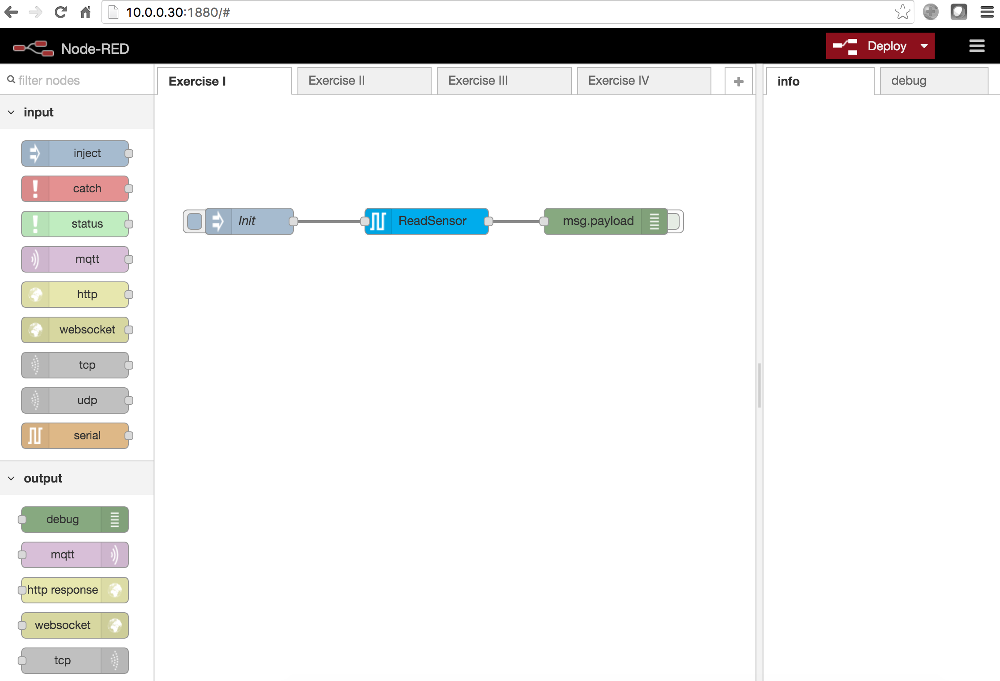 10.0.0.30:1880/#
Node-RED
Deploy
filter nodes
Exercise I
Exercise II
Exercise III
Exercise IV
info
debug
input
inject
catch
status
mqtt
http
websocket
tcp
udp
serial
Init
ReadSensor
msg.payload
output
debug
mqtt
http response
websocket
tcp